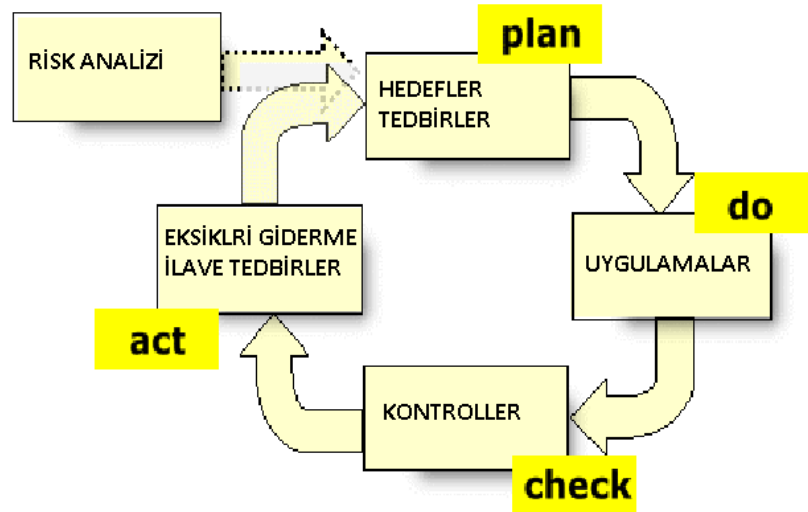 RİSK ANALİZİ
plan
HEDEFLER
TEDBİRLER
do
UYGULAMALAR
check
KONTROLLER
act
EKSİKLRİ GİDERME
İLAVE TEDBİRLER